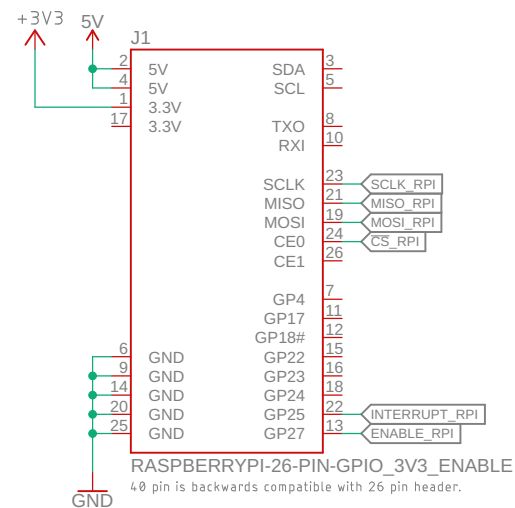 +3V3 5V
J1
2 5V SDA 3
4 5V SCL 5
1 3.3V
17 3.3V TXO 8
RXI 10
SCLK 23 SCLK_RPI
MISO 21 MISO_RPI
MOSI 19 MOSI_RPI
CE0 24 CS_RPI
CE1 26
GP4 7
GP17 11
GP18# 12
6 GND GP22 15
9 GND GP23 16
14 GND GP24 18
20 GND GP25 22 INTERRUPT_RPI
25 GND GP27 13 ENABLE_RPI
RASPBERRYPI-26-PIN-GPIO_3V3_ENABLE
40 pin is backwards compatible with 26 pin header.
GND